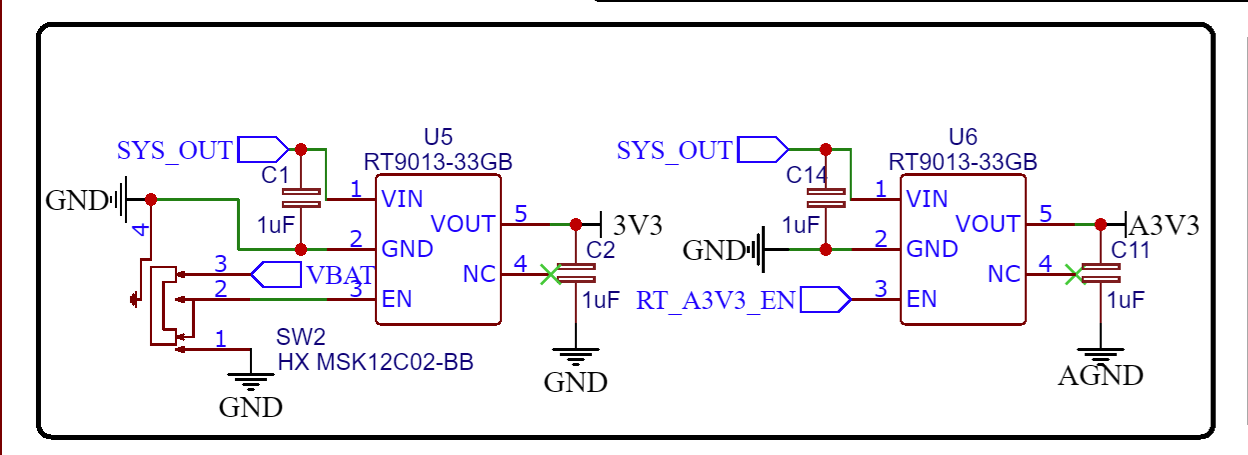 U5
RT9013-33GB
SYS_OUT
C1
1uF
GND
4
1
VIN
VOUT
5
3V3
2
GND
C2
NC
4
1uF
3
VBAT
2
3
EN
1
SW2
HX MSK12C02-BB
GND
GND
U6
RT9013-33GB
SYS_OUT
C14
1uF
1
VIN
VOUT
5
A3V3
GND
2
GND
C11
NC
4
1uF
RT_A3V3_EN
3
EN
AGND